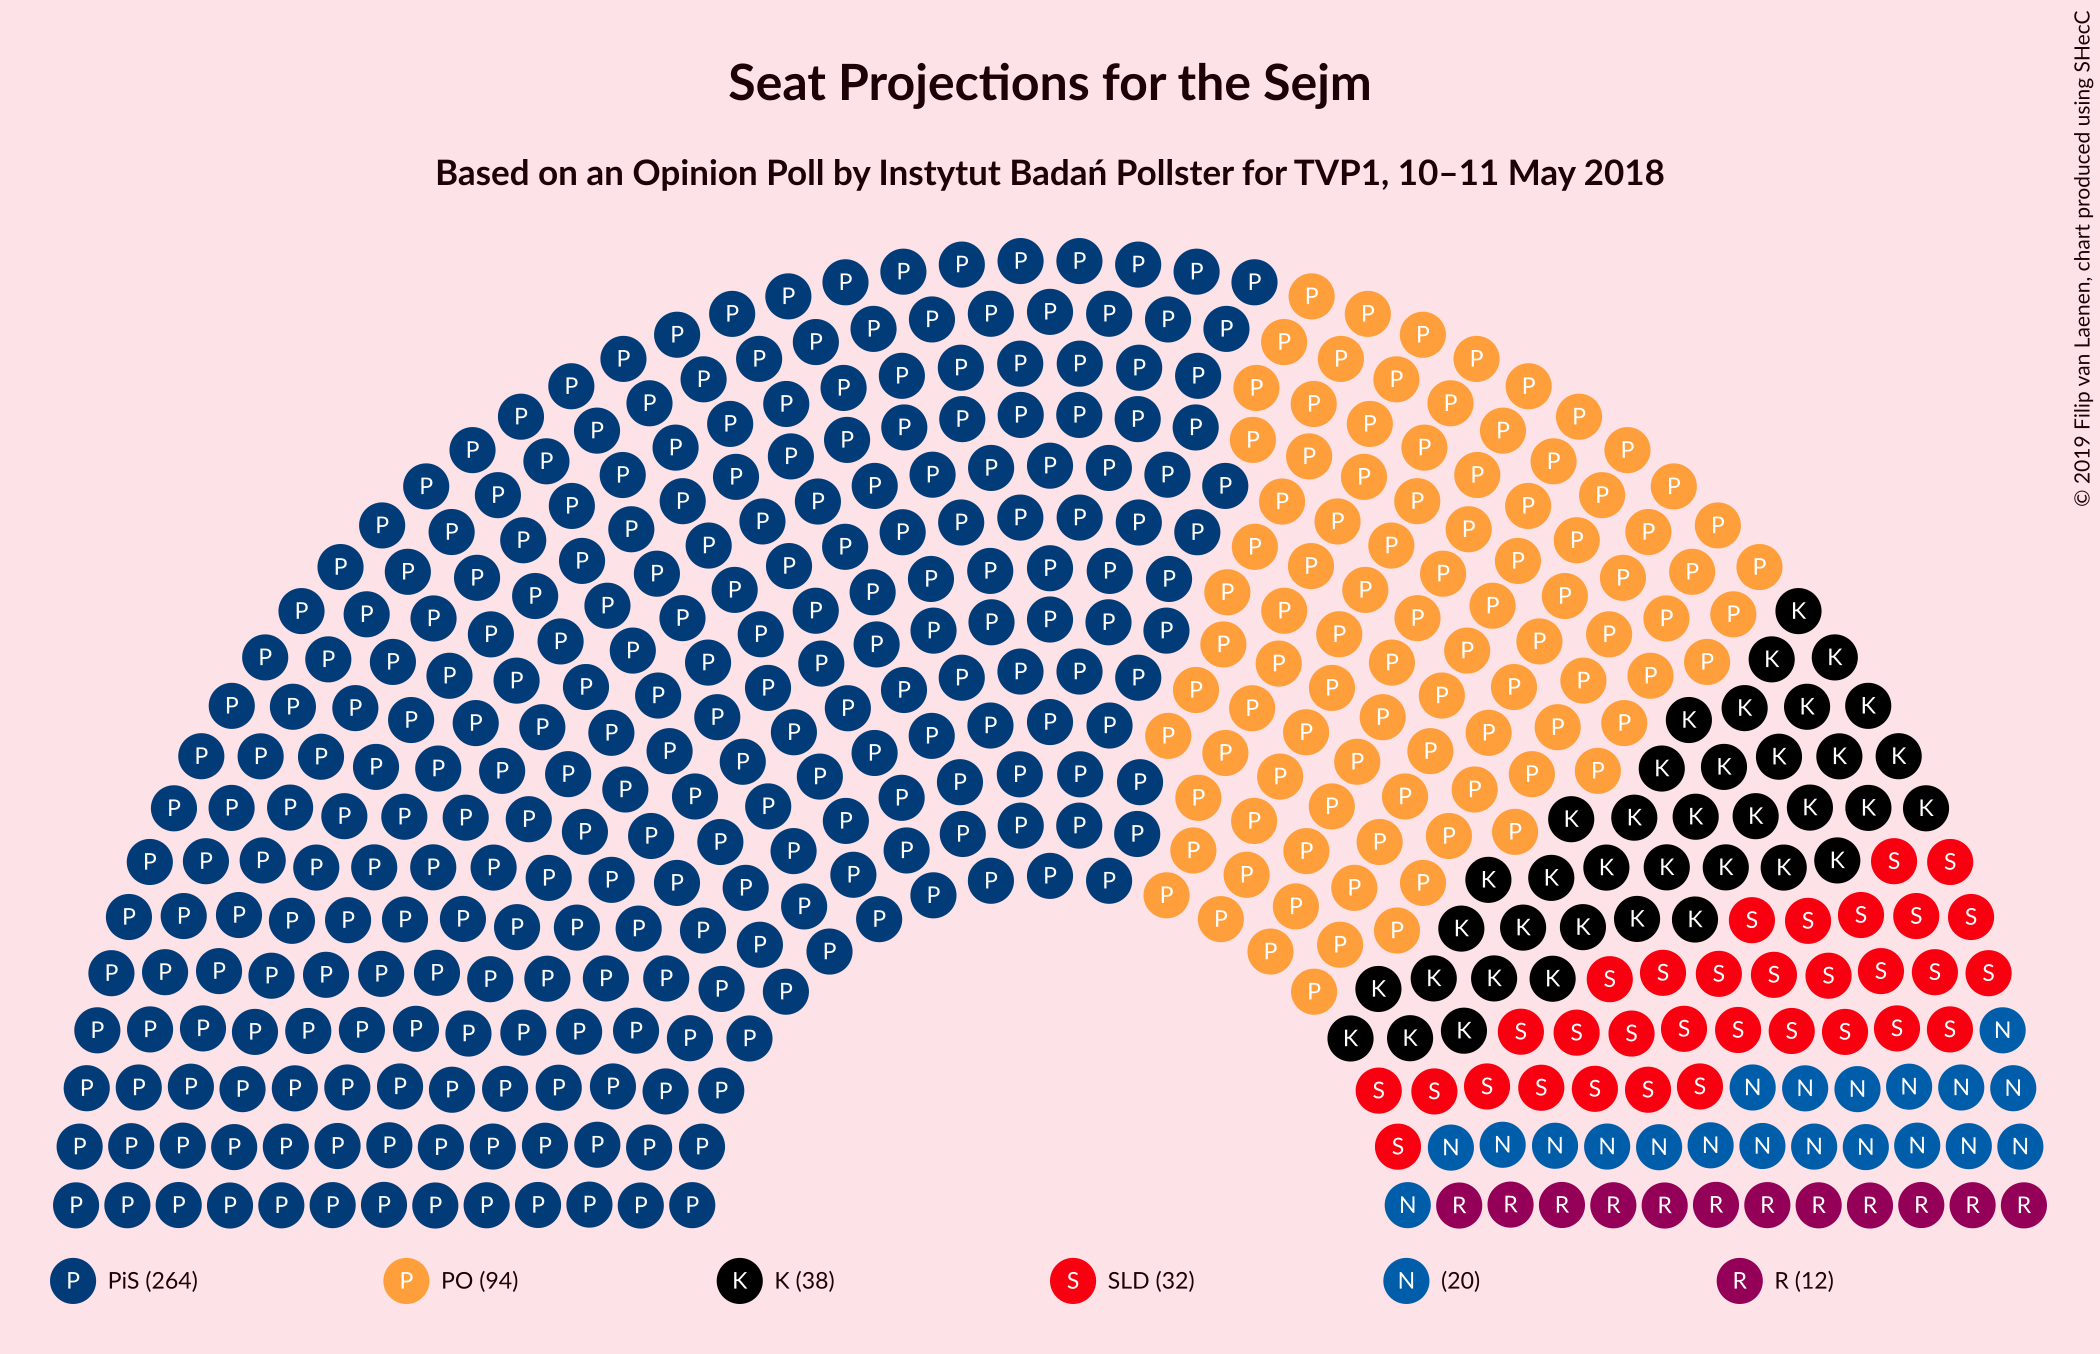 Seat Projections for the Sejm
Based on an Opinion Poll by Instytut Badań Pollster for TVP1, 10–11 May 2018
© 2019 Filip van Laenen, chart produced using SHecC
P PiS (264) P PO (94) K K (38) S SLD (32) N (20) R R (12)